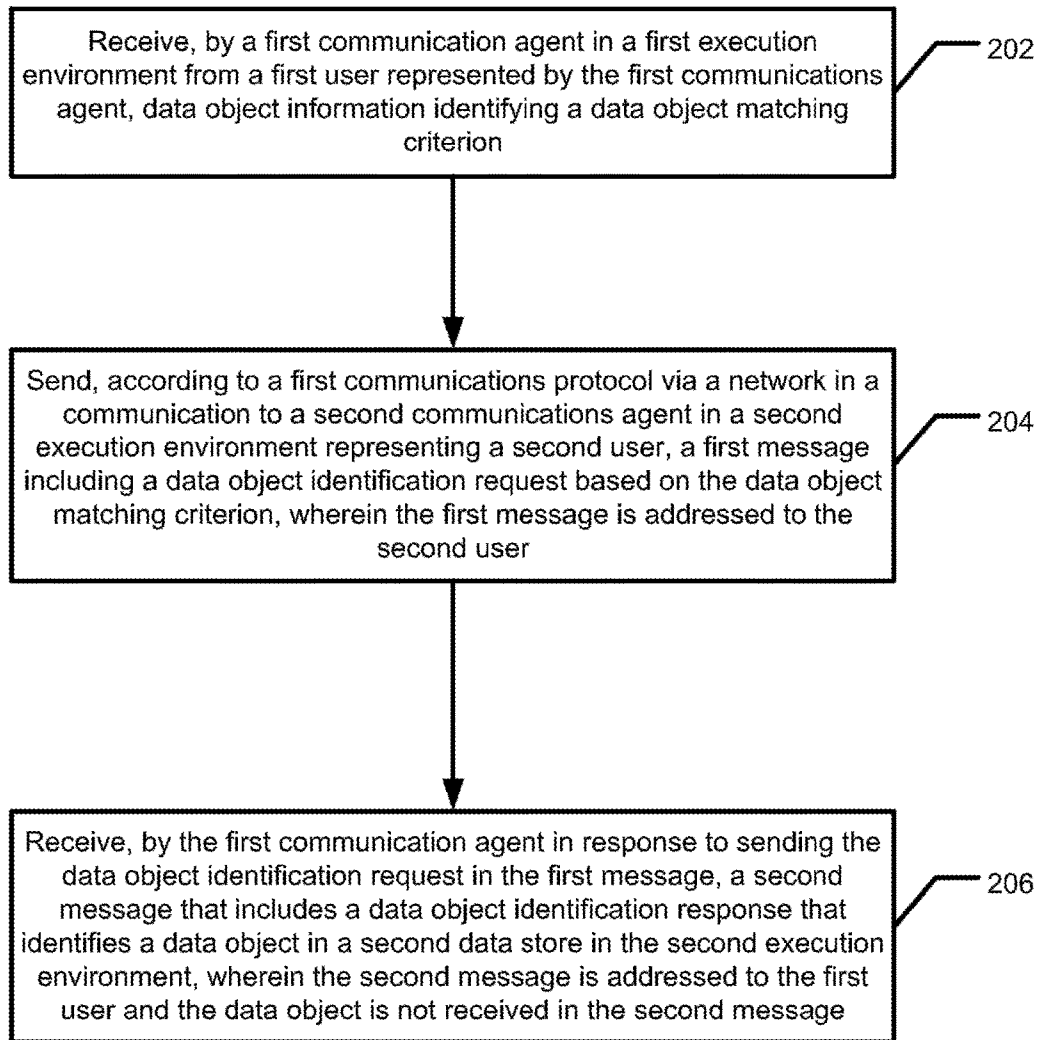 Receive, by a first communication agent in a first execution
environment from a first user represented by the first communications
agent, data object information identifying a data object matching
criterion
202
Send, according to a first communications protocol via a network in a
communication to a second communications agent in a second
execution environment representing a second user, a first message
including a data object identification request based on the data object
matching criterion, wherein the first message is addressed to the
second user
204
Receive, by the first communication agent in response to sending the
data object identification request in the first message, a second
message that includes a data object identification response that
identifies a data object in a second data store in the second execution
environment, wherein the second message is addressed to the first
user and the data object is not received in the second message
206